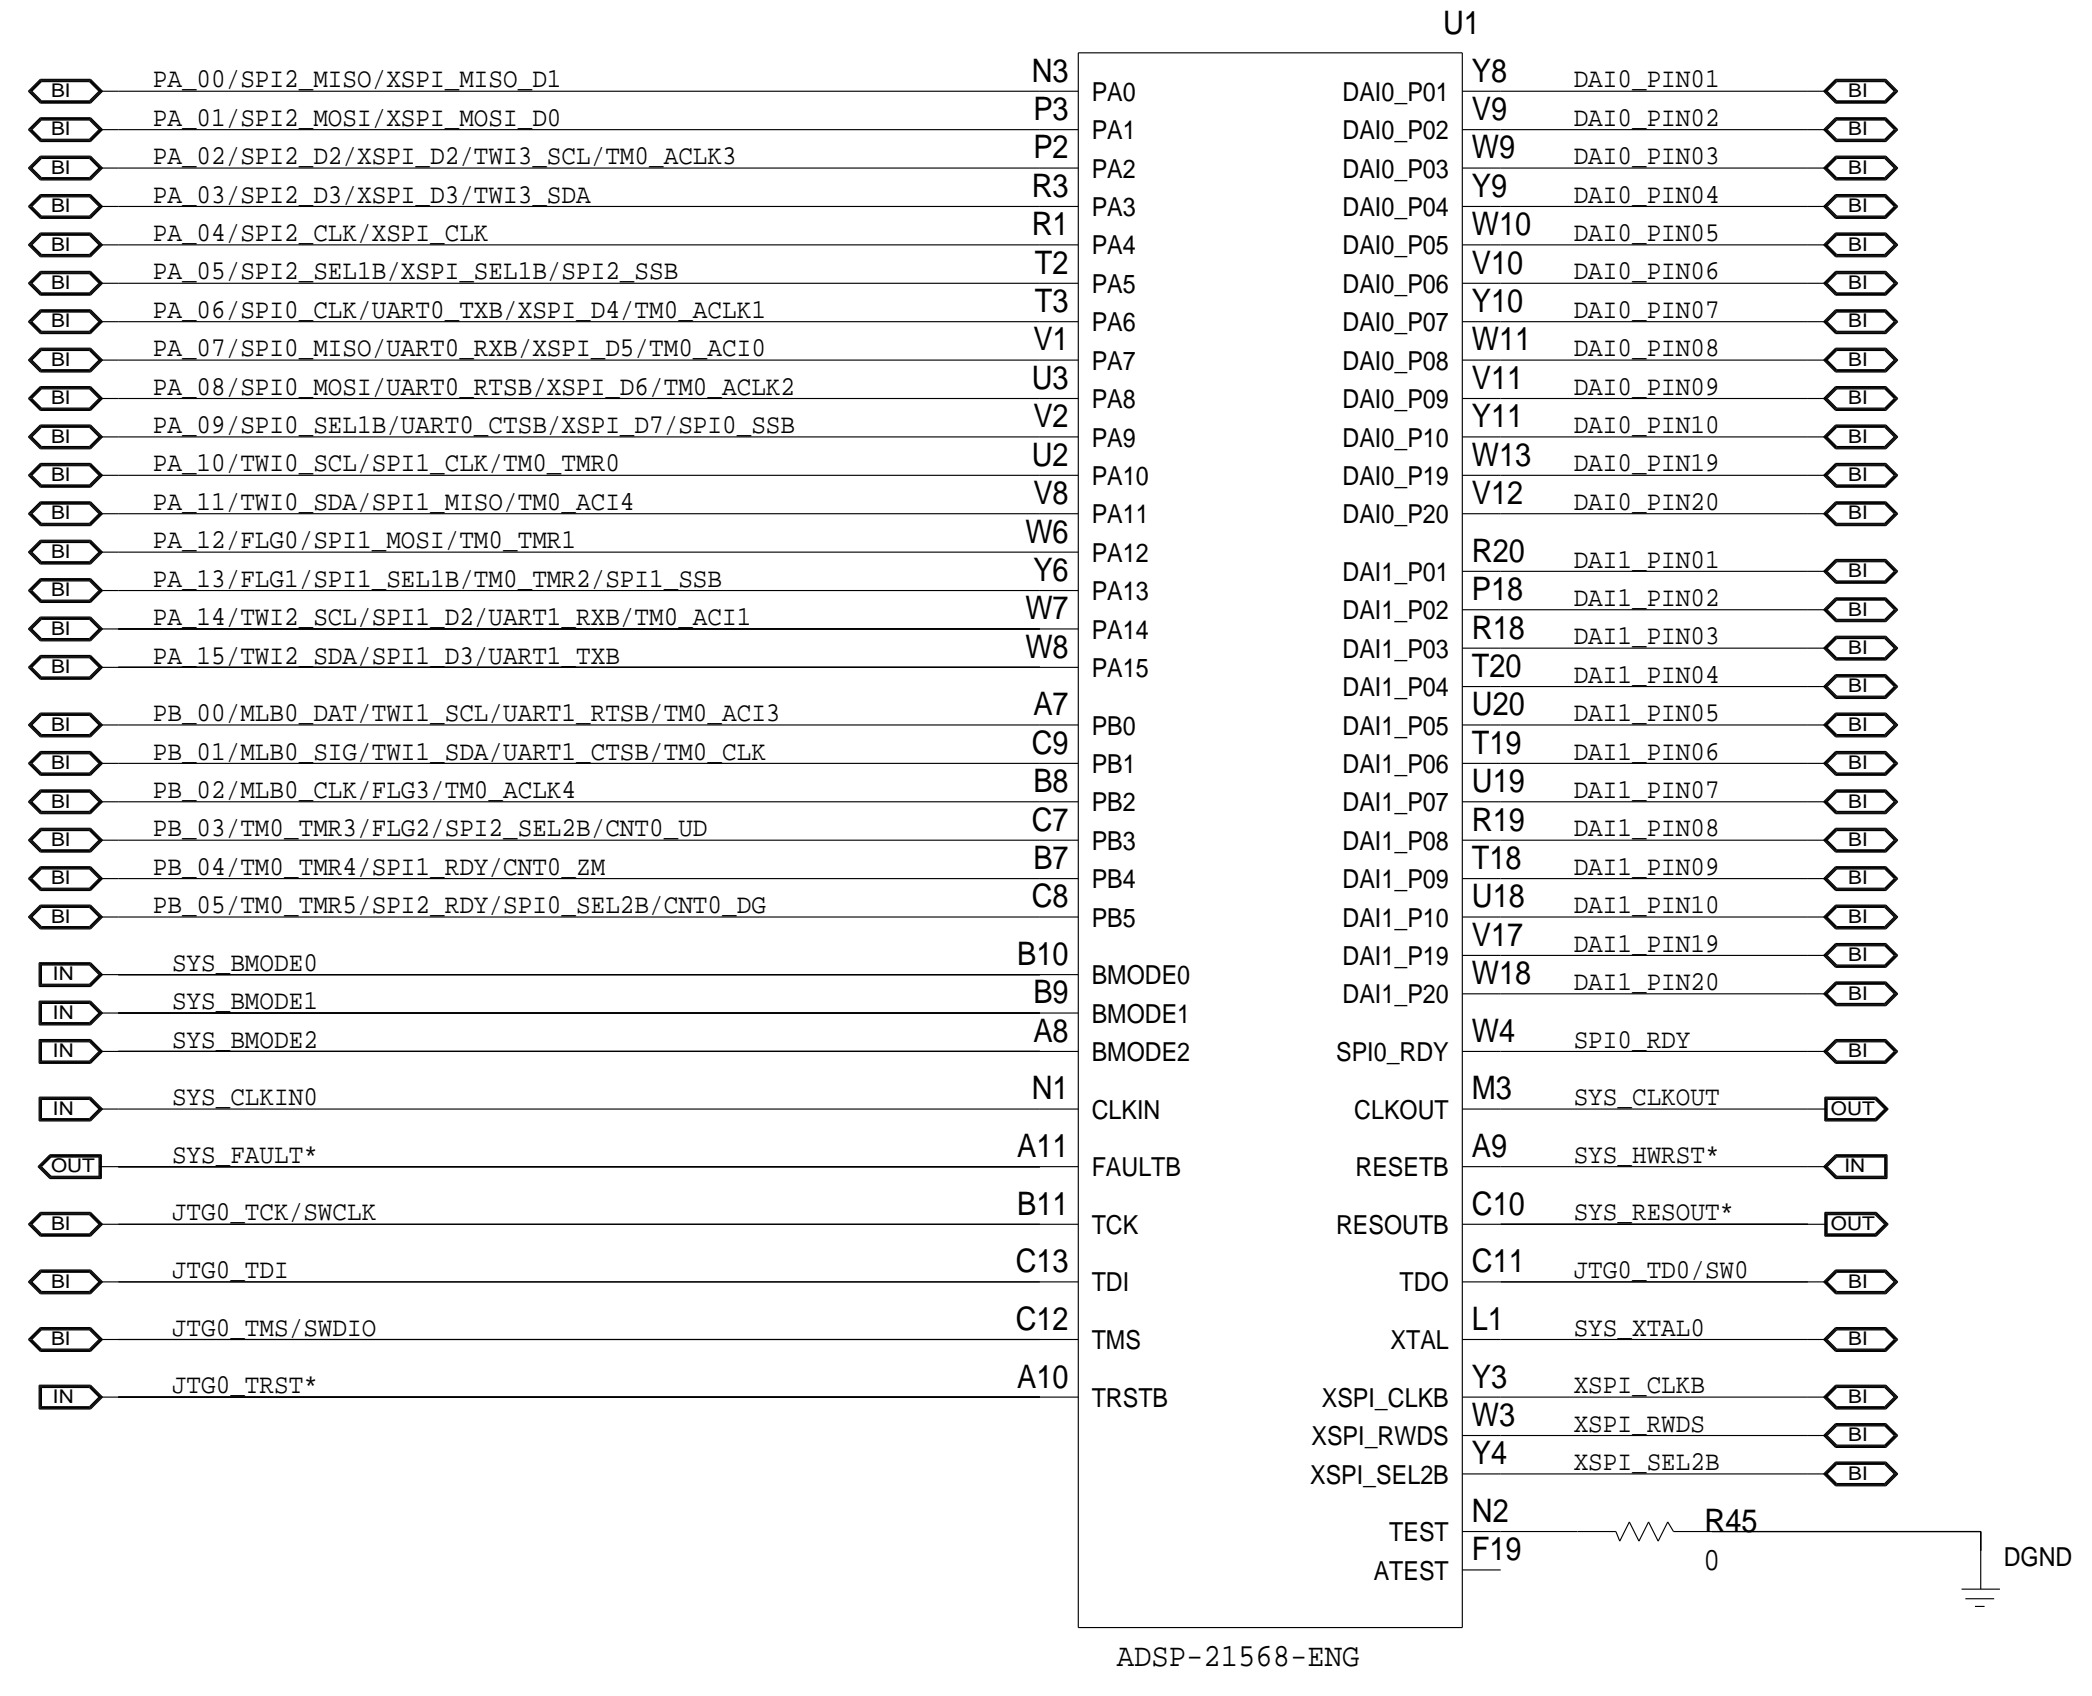 U1
BI PA_00/SPI2_MISO/XSPI_MISO_D1 N3 PA0 DAI0_P01 Y8 DAI0_PIN01 BI
BI PA_01/SPI2_MOSI/XSPI_MOSI_D0 P3 PA1 DAI0_P02 V9 DAI0_PIN02 BI
BI PA_02/SPI2_D2/XSPI_D2/TWI3_SCL/TM0_ACLK3 P2 PA2 DAI0_P03 W9 DAI0_PIN03 BI
BI PA_03/SPI2_D3/XSPI_D3/TWI3_SDA R3 PA3 DAI0_P04 Y9 DAI0_PIN04 BI
BI PA_04/SPI2_CLK/XSPI_CLK R1 PA4 DAI0_P05 W10 DAI0_PIN05 BI
BI PA_05/SPI2_SEL1B/XSPI_SEL1B/SPI2_SSB T2 PA5 DAI0_P06 V10 DAI0_PIN06 BI
BI PA_06/SPI0_CLK/UART0_TXB/XSPI_D4/TM0_ACLK1 T3 PA6 DAI0_P07 Y10 DAI0_PIN07 BI
BI PA_07/SPI0_MISO/UART0_RXB/XSPI_D5/TM0_ACI0 V1 PA7 DAI0_P08 W11 DAI0_PIN08 BI
BI PA_08/SPI0_MOSI/UART0_RTSB/XSPI_D6/TM0_ACLK2 U3 PA8 DAI0_P09 V11 DAI0_PIN09 BI
BI PA_09/SPI0_SEL1B/UART0_CTSB/XSPI_D7/SPI0_SSB V2 PA9 DAI0_P10 Y11 DAI0_PIN10 BI
BI PA_10/TWI0_SCL/SPI1_CLK/TM0_TMR0 U2 PA10 DAI0_P19 W13 DAI0_PIN19 BI
BI PA_11/TWI0_SDA/SPI1_MISO/TM0_ACI4 V8 PA11 DAI0_P20 V12 DAI0_PIN20 BI
BI PA_12/FLG0/SPI1_MOSI/TM0_TMR1 W6 PA12
DAI1_P01 R20 DAI1_PIN01 BI
BI PA_13/FLG1/SPI1_SEL1B/TM0_TMR2/SPI1_SSB Y6 PA13
DAI1_P02 P18 DAI1_PIN02 BI
BI PA_14/TWI2_SCL/SPI1_D2/UART1_RXB/TM0_ACI1 W7 PA14
DAI1_P03 R18 DAI1_PIN03 BI
BI PA_15/TWI2_SDA/SPI1_D3/UART1_TXB W8 PA15
DAI1_P04 T20 DAI1_PIN04 BI
BI PB_00/MLB0_DAT/TWI1_SCL/UART1_RTSB/TM0_ACI3 A7 PB0 DAI1_P05 U20 DAI1_PIN05 BI
BI PB_01/MLB0_SIG/TWI1_SDA/UART1_CTSB/TM0_CLK C9 PB1 DAI1_P06 T19 DAI1_PIN06 BI
BI PB_02/MLB0_CLK/FLG3/TM0_ACLK4 B8 PB2 DAI1_P07 U19 DAI1_PIN07 BI
BI PB_03/TM0_TMR3/FLG2/SPI2_SEL2B/CNT0_UD C7 PB3 DAI1_P08 R19 DAI1_PIN08 BI
BI PB_04/TM0_TMR4/SPI1_RDY/CNT0_ZM B7 PB4 DAI1_P09 T18 DAI1_PIN09 BI
BI PB_05/TM0_TMR5/SPI2_RDY/SPI0_SEL2B/CNT0_DG C8 PB5 DAI1_P10 U18 DAI1_PIN10 BI
DAI1_P19 V17 DAI1_PIN19 BI
IN SYS_BMODE0 B10 BMODE0
DAI1_P20 W18 DAI1_PIN20 BI
IN SYS_BMODE1 B9 BMODE1
IN SYS_BMODE2 A8 BMODE2 SPI0_RDY W4 SPI0_RDY BI
IN SYS_CLKIN0 N1 CLKIN CLKOUT M3 SYS_CLKOUT OUT
OUT SYS_FAULT* A11 FAULTB RESETB A9 SYS_HWRST* IN
BI JTG0_TCK/SWCLK B11 TCK RESOUTB C10 SYS_RESOUT* OUT
BI JTG0_TDI C13 TDI TDO C11 JTG0_TD0/SW0 BI
BI JTG0_TMS/SWDIO C12 TMS XTAL L1 SYS_XTAL0 BI
IN JTG0_TRST* A10 TRSTB XSPI_CLKB Y3 XSPI_CLKB BI
XSPI_RWDS W3 XSPI_RWDS BI
XSPI_SEL2B Y4 XSPI_SEL2B BI
TEST N2 R45
ATEST F19 0 DGND
ADSP-21568-ENG